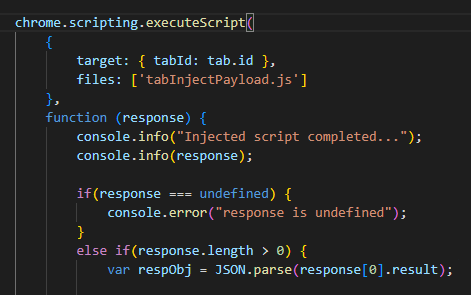 chrome.scripting.executeScript(
{
target: { tabId: tab.id },
files: ['tabInjectPayload.js']
},
function (response) {
console.info("Injected script completed...");
console.info(response);
if(response === undefined) {
console.error("response is undefined");
}
else if(response.length > 0) {
var respObj = JSON.parse(response[0].result);